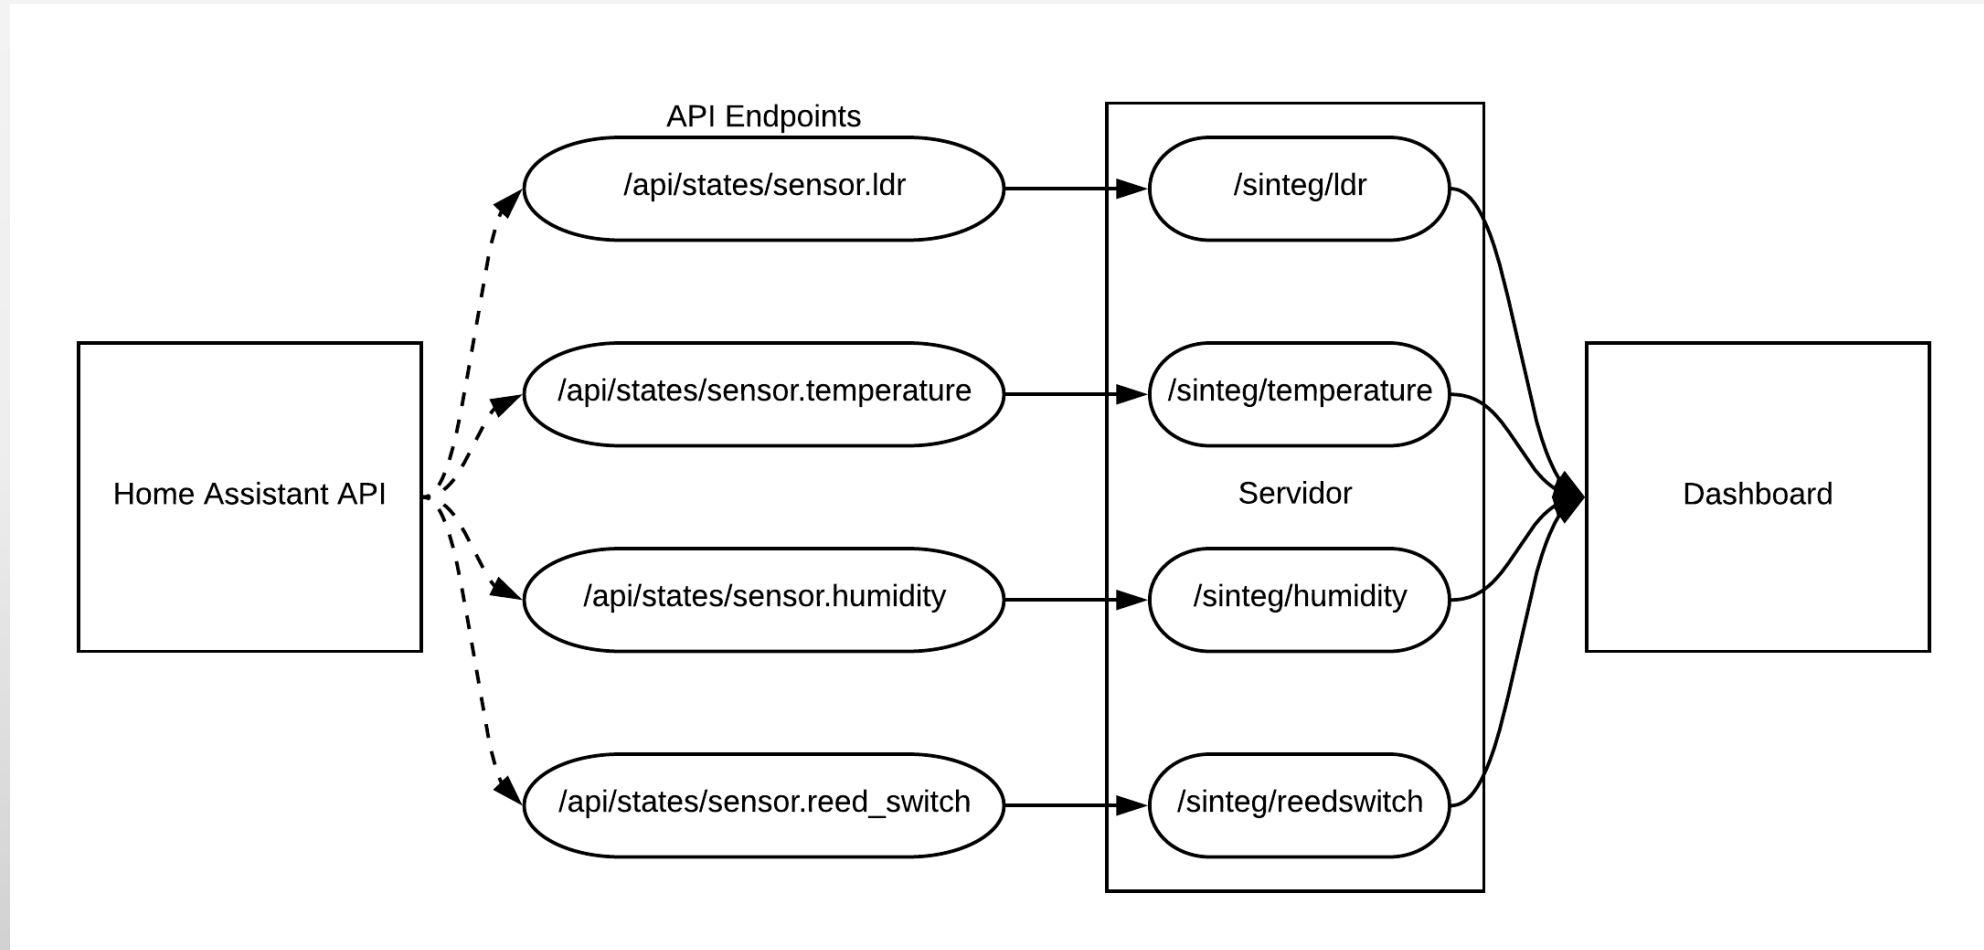 API Endpoints
/api/states/sensor.ldr
/sinteg/ldr
/api/states/sensor.temperature
/sinteg/temperature
Home Assistant API
Servidor
Dashboard
/api/states/sensor.humidity
/sinteg/humidity
/api/states/sensor.reed_switch
/sinteg/reedswitch